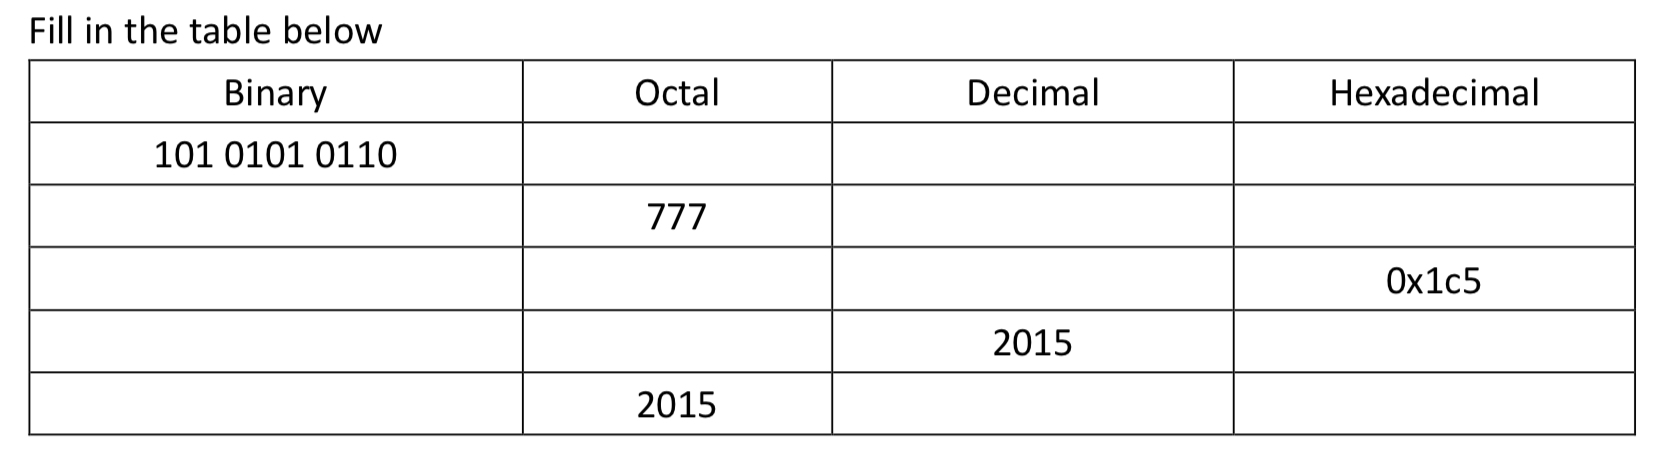 Fill in the table below
Binary Octal Decimal Hexadecimal
101 0101 0110
777
0x1c5
2015
2015